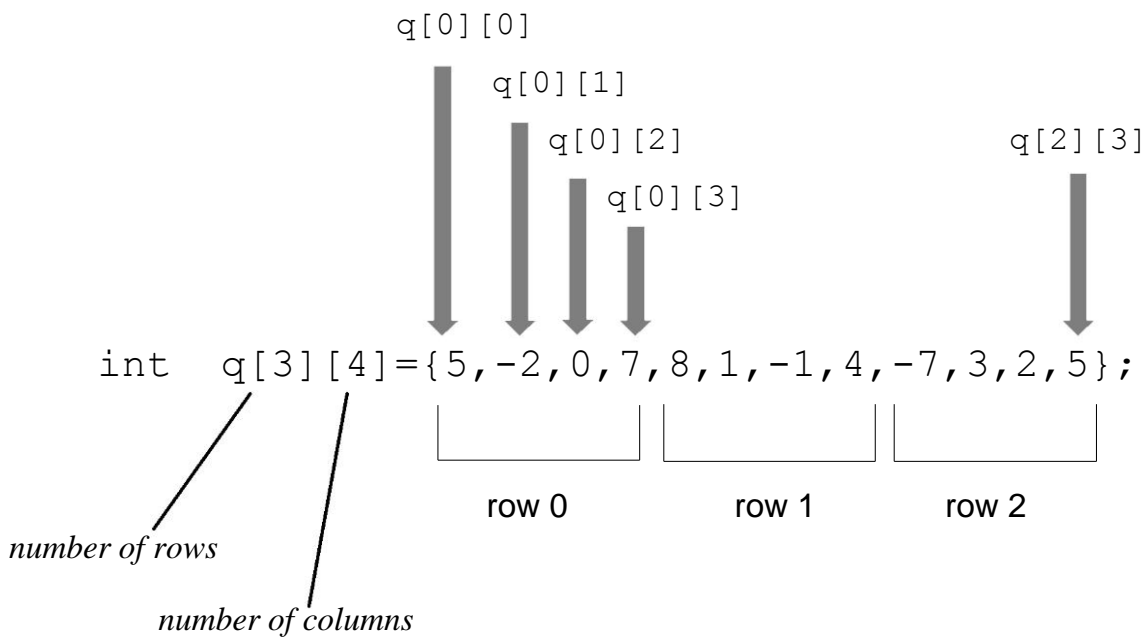 q[0][0]
q[0][1]
q[0][2]
q[2][3]
q[0][3]
int q[3][4]={5,-2,0,7,8,1,-1,4,-7,3,2,5};
row 0 row 1 row 2
number of rows
number of columns